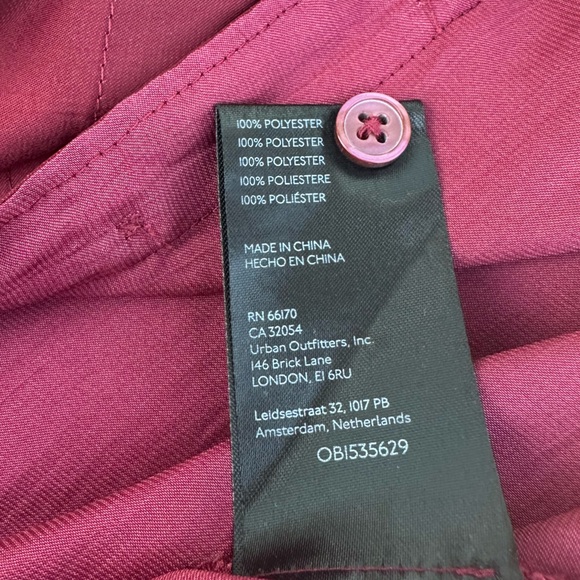 100% POLYESTER
100% POLYESTER
100% POLYESTER
100% POLIESTERE
100% POLIÉSTER
MADE IN CHINA
HECHO EN CHINA
RN 66170
CA 32054
Urban Outfitters, Inc.
146 Brick Lane
LONDON, E1 6RU
Leidsestraat 32, 1017 PB
Amsterdam, Netherlands
OB1535629